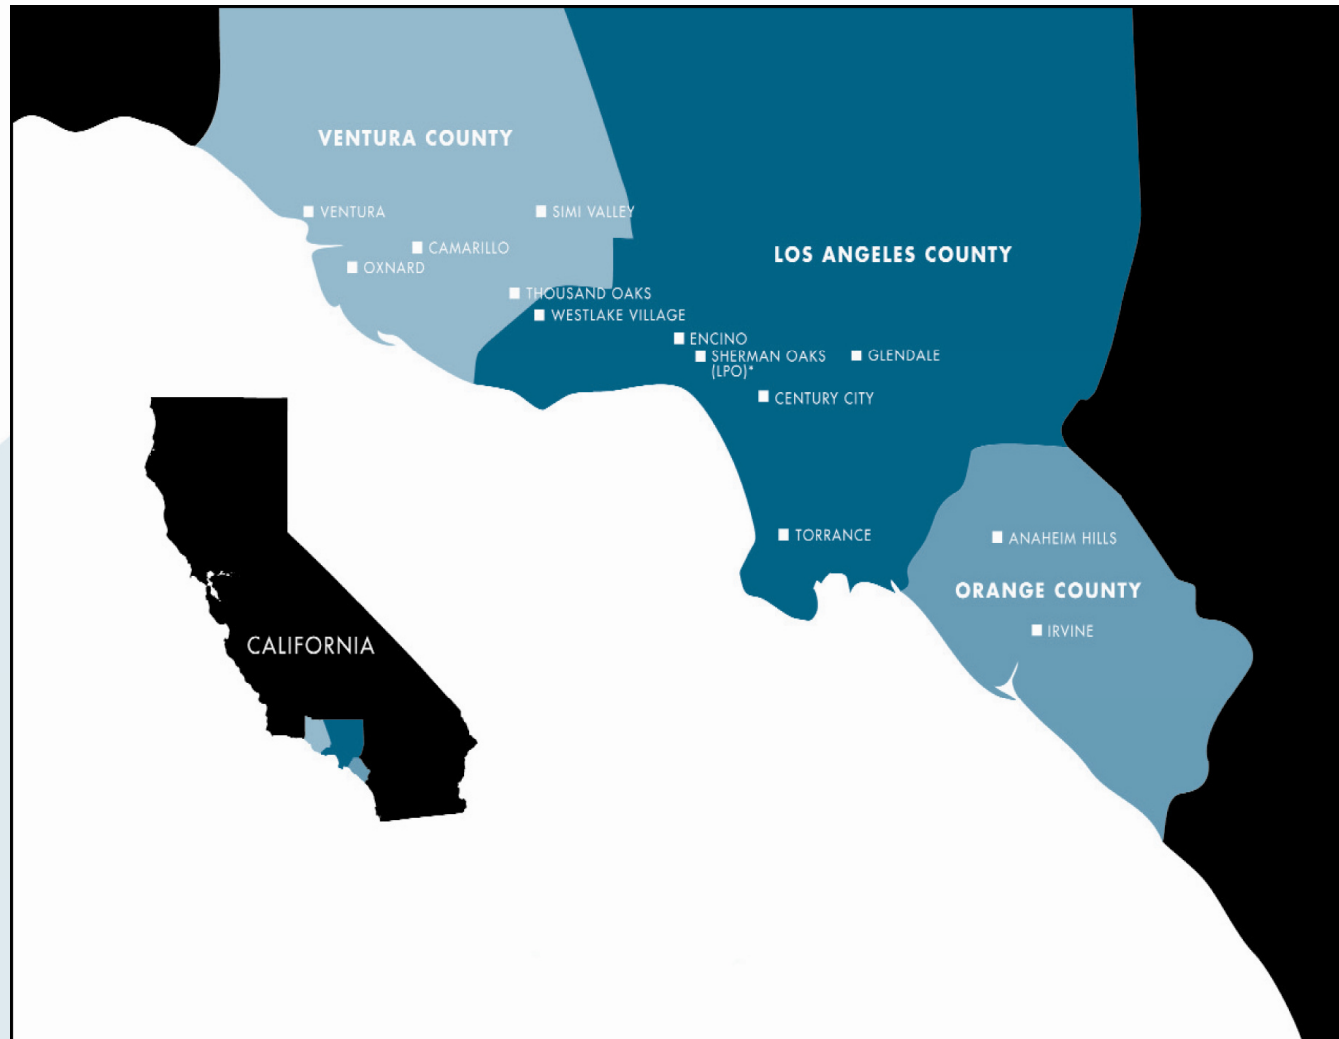 VENTURA COUNTY
VENTURA
SIMI VALLEY
CAMARILLO
OXNARD
LOS ANGELES COUNTY
THOUSAND OAKS
WESTLAKE VILLAGE
ENCINO
SHERMAN OAKS
(LPO)*
GLENDALE
CENTURY CITY
TORRANCE
ANAHEIM HILLS
ORANGE COUNTY
IRVINE
CALIFORNIA